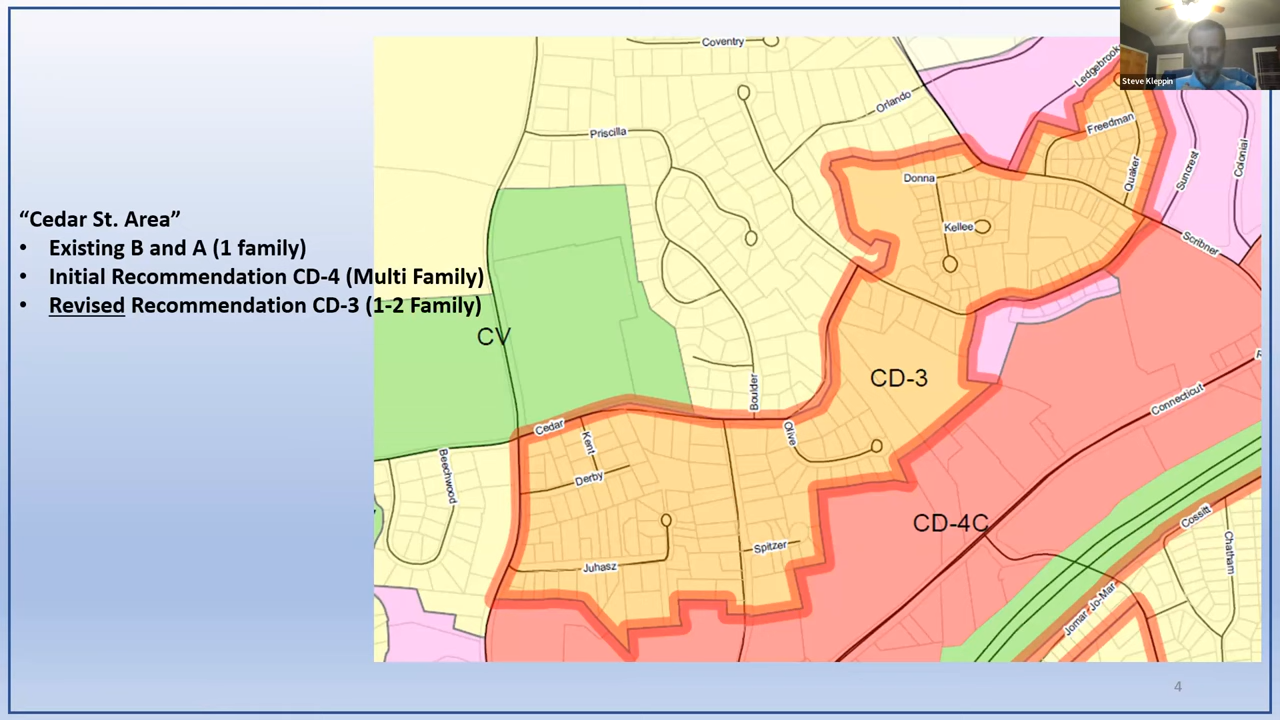 Steve Kleppin
"Cedar St. Area"
• Existing B and A (1 family)
• Initial Recommendation CD-4 (Multi Family)
• Revised Recommendation CD-3 (1-2 Family)
Coventry
Ledgebrook
Orlando
Priscilla
Freedman
Donna
Quaker
Suncrest
Colonial
Kellee
Scribner
CV
CD-3
Boulder
Connecticut
Cedar
Kent
Olive
Beechwood
Derby
CD-4C
Cossitt
Chatham
Spitzer
Juhasz
Jo-Mar
Jomar
4